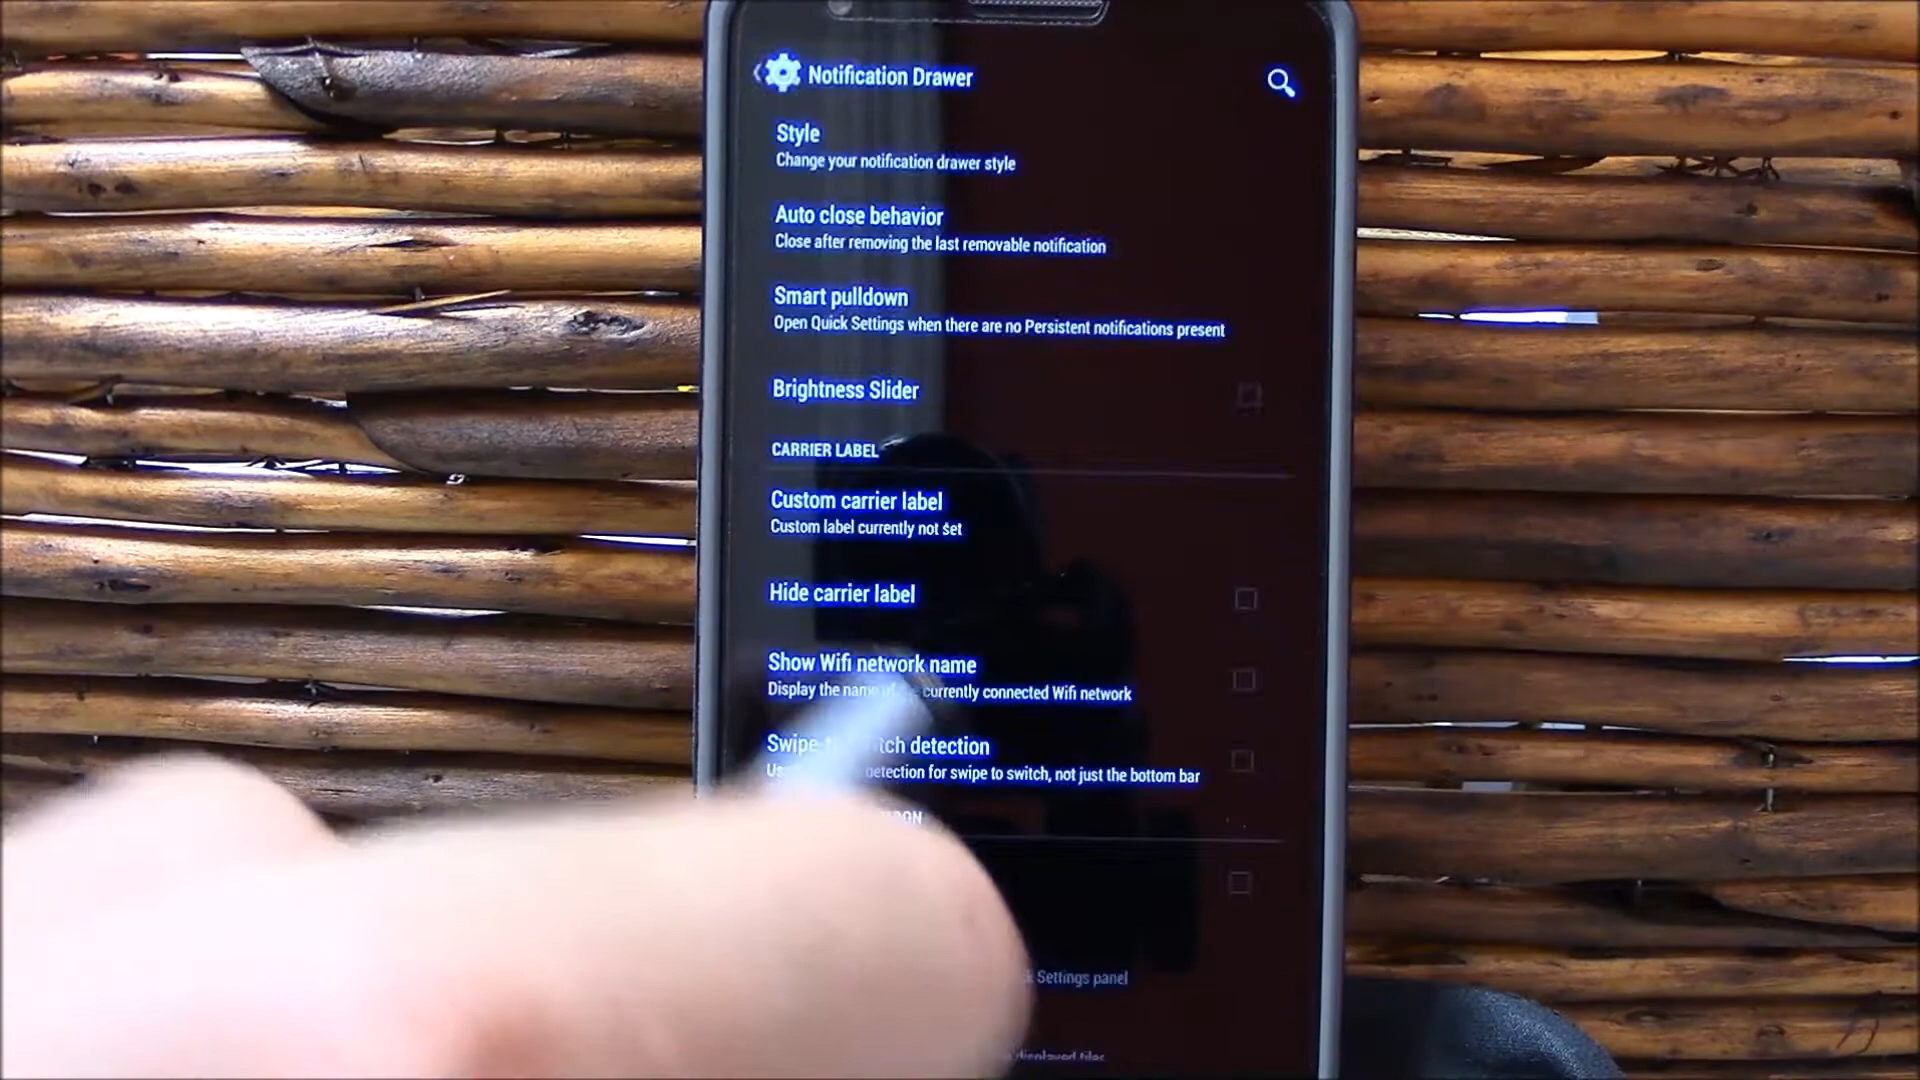 Notification Drawer
Style
Change your notification drawer style
Auto close behavior
Close after removing the last removable notification
Smart pulldown
Open Quick Settings when there are no Persistent notifications present
Brightness Slider
CARRIER LABEL
Custom carrier label
Custom label currently not set
Hide carrier label
Show Wifi network name
Display the name currently connected Wifi network
Swipe detection
detection for swipe to switch, not just the bottom bar
Settings panel
displayed tiles